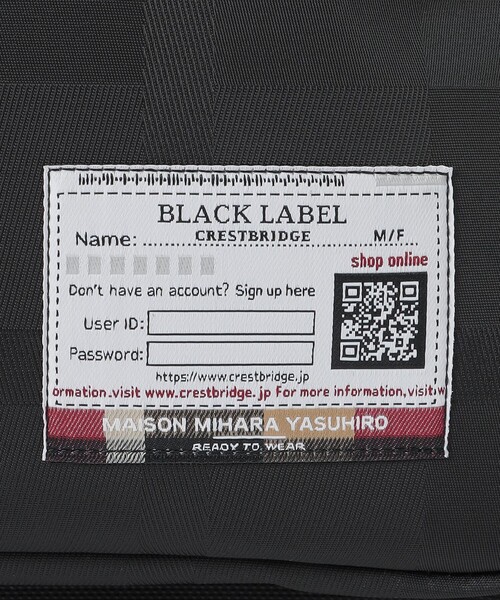 BLACK LABEL
Name: CRESTBRIDGE M/F
shop online
Don't have an account? Sign up here
User ID:
Password:
https://www.crestbridge.jp
ormation.visit www.crestbridge.jp For more information,visit.w
MAISON MIHARA YASUHIRO
READY TO WEAR